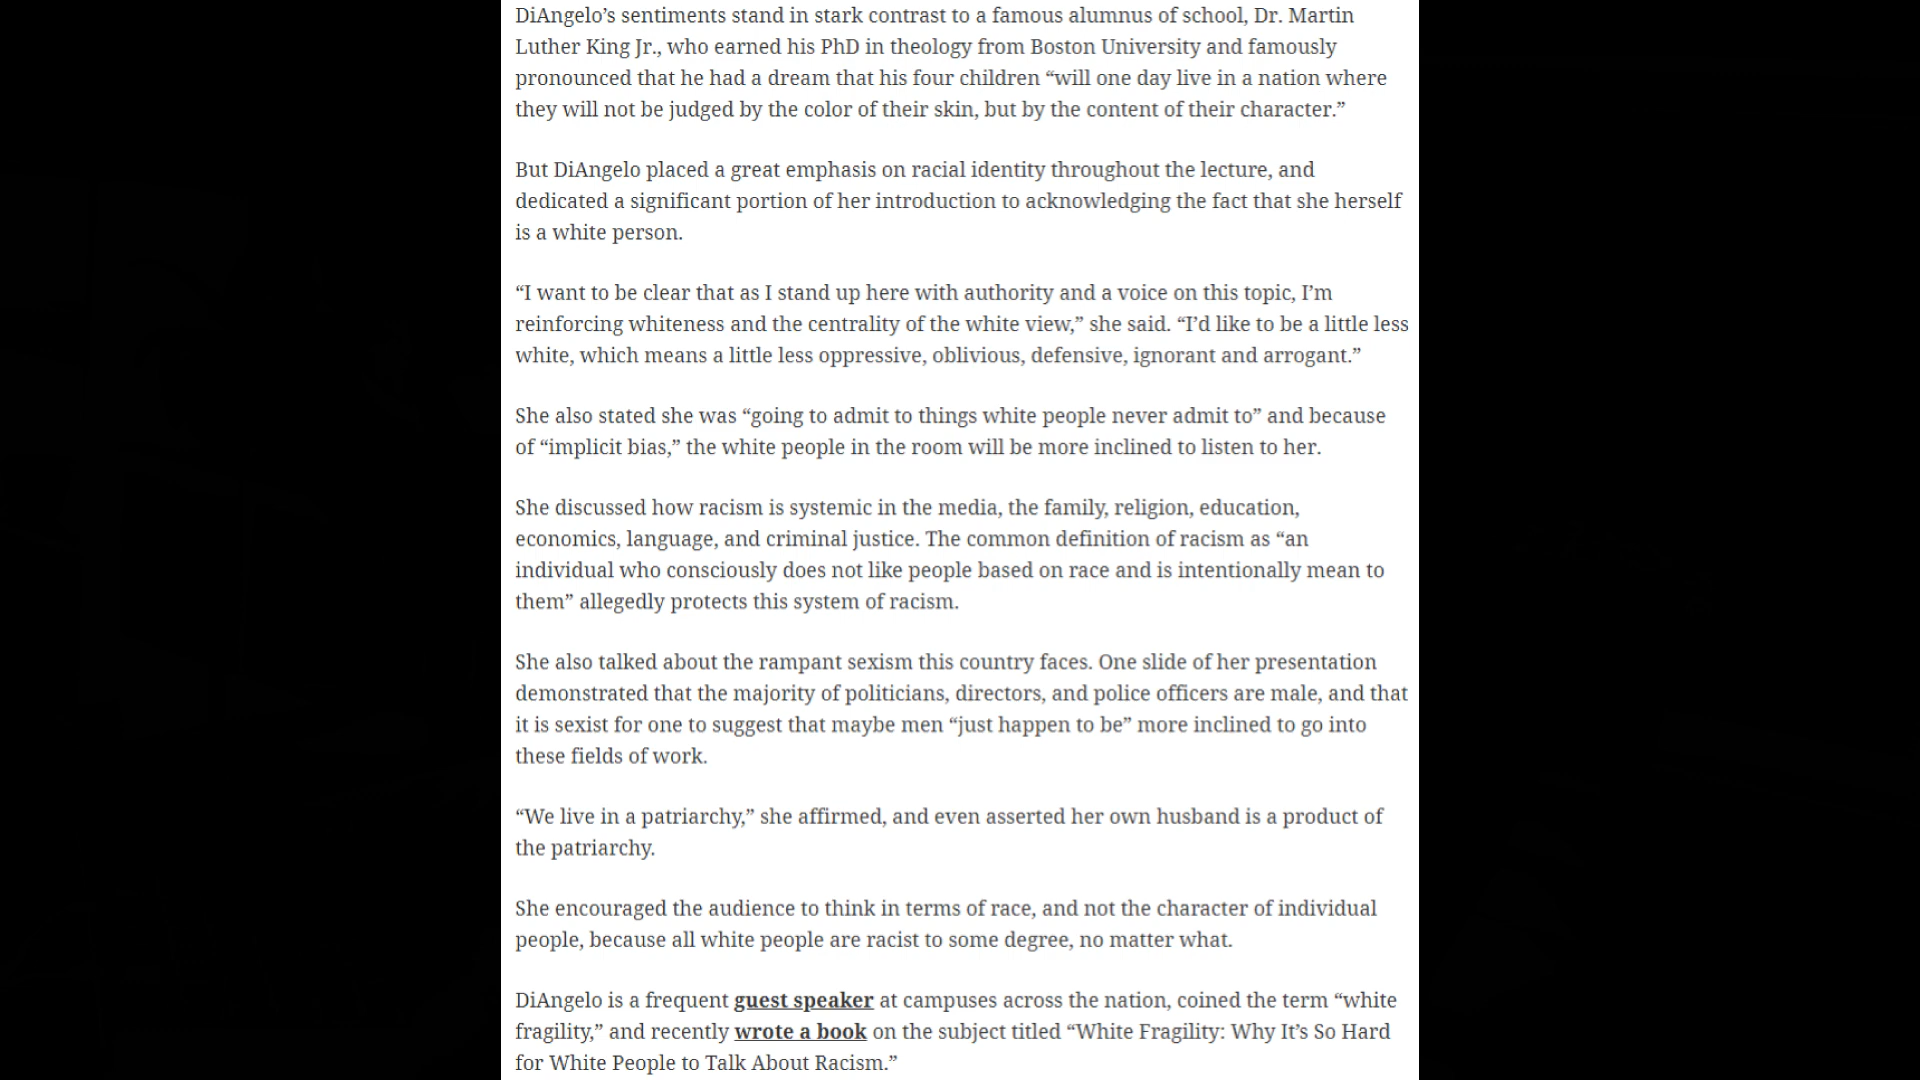 DiAngelo’s sentiments stand in stark contrast to a famous alumnus of school, Dr. Martin
Luther King Jr., who earned his PhD in theology from Boston University and famously
pronounced that he had a dream that his four children “will one day live in a nation where
they will not be judged by the color of their skin, but by the content of their character.”
But DiAngelo placed a great emphasis on racial identity throughout the lecture, and
dedicated a significant portion of her introduction to acknowledging the fact that she herself
is a white person.
“I want to be clear that as I stand up here with authority and a voice on this topic, I’m
reinforcing whiteness and the centrality of the white view,” she said. “I’d like to be a little less
white, which means a little less oppressive, oblivious, defensive, ignorant and arrogant.”
She also stated she was “going to admit to things white people never admit to” and because
of “implicit bias,” the white people in the room will be more inclined to listen to her.
She discussed how racism is systemic in the media, the family, religion, education,
economics, language, and criminal justice. The common definition of racism as “an
individual who consciously does not like people based on race and is intentionally mean to
them” allegedly protects this system of racism.
She also talked about the rampant sexism this country faces. One slide of her presentation
demonstrated that the majority of politicians, directors, and police officers are male, and that
it is sexist for one to suggest that maybe men “just happen to be” more inclined to go into
these fields of work.
“We live in a patriarchy,” she affirmed, and even asserted her own husband is a product of
the patriarchy.
She encouraged the audience to think in terms of race, and not the character of individual
people, because all white people are racist to some degree, no matter what.
DiAngelo is a frequent guest speaker at campuses across the nation, coined the term “white
fragility,” and recently wrote a book on the subject titled “White Fragility: Why It’s So Hard
for White People to Talk About Racism.”